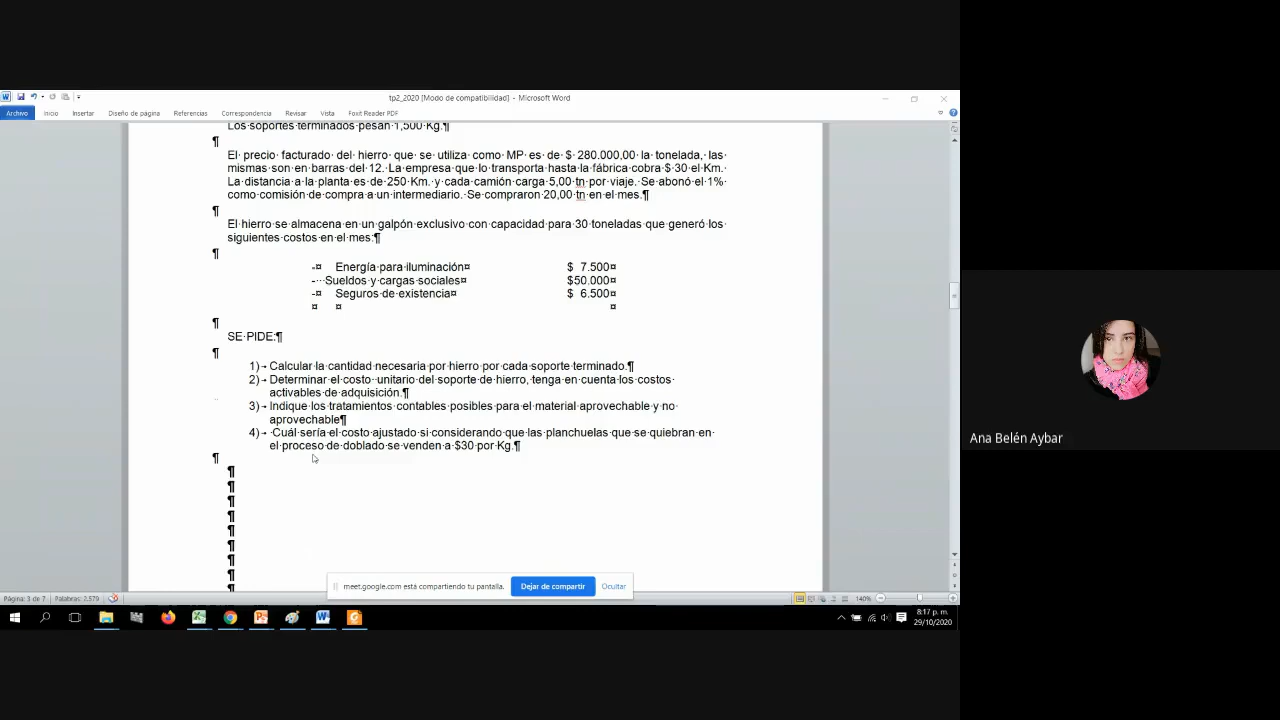 tp2_2020 [Modo de compatibilidad] - Microsoft Word
Archivo Inicio Insertar Diseño de página Referencias Correspondencia Revisar Vista Foxit Reader PDF
Los soportes terminados pesan 1,500 Kg.¶
¶
El precio facturado del hierro que se utiliza como MP es de $ 280.000,00 la tonelada, las
mismas son en barras del 12. La empresa que lo transporta hasta la fábrica cobra $ 30 el Km.
La distancia a la planta es de 250 Km. y cada camión carga 5,00 tn por viaje. Se abonó el 1%
como comisión de compra a un intermediario. Se compraron 20,00 tn en el mes.¶
¶
El hierro se almacena en un galpón exclusivo con capacidad para 30 toneladas que generó los
siguientes costos en el mes:¶
¶
-¤ Energía para iluminación¤ $ 7.500¤
- Sueldos y cargas sociales¤ $50.000¤
-¤ Seguros de existencia¤ $ 6.500¤
¤ ¤ ¤
¶
SE PIDE:¶
¶
1) Calcular la cantidad necesaria por hierro por cada soporte terminado.¶
2) Determinar el costo unitario del soporte de hierro, tenga en cuenta los costos
activables de adquisición.¶
3) Indique los tratamientos contables posibles para el material aprovechable y no
aprovechable¶
4) Cuál sería el costo ajustado si considerando que las planchuelas que se quiebran en
el proceso de doblado se venden a $30 por Kg.¶
¶
¶
¶
¶
¶
¶
¶
¶
¶
¶
meet.google.com está compartiendo tu pantalla. Dejar de compartir Ocultar
Página: 3 de 7 Palabras: 2.579 140%
8:17 p. m.
29/10/2020
Ana Belén Aybar